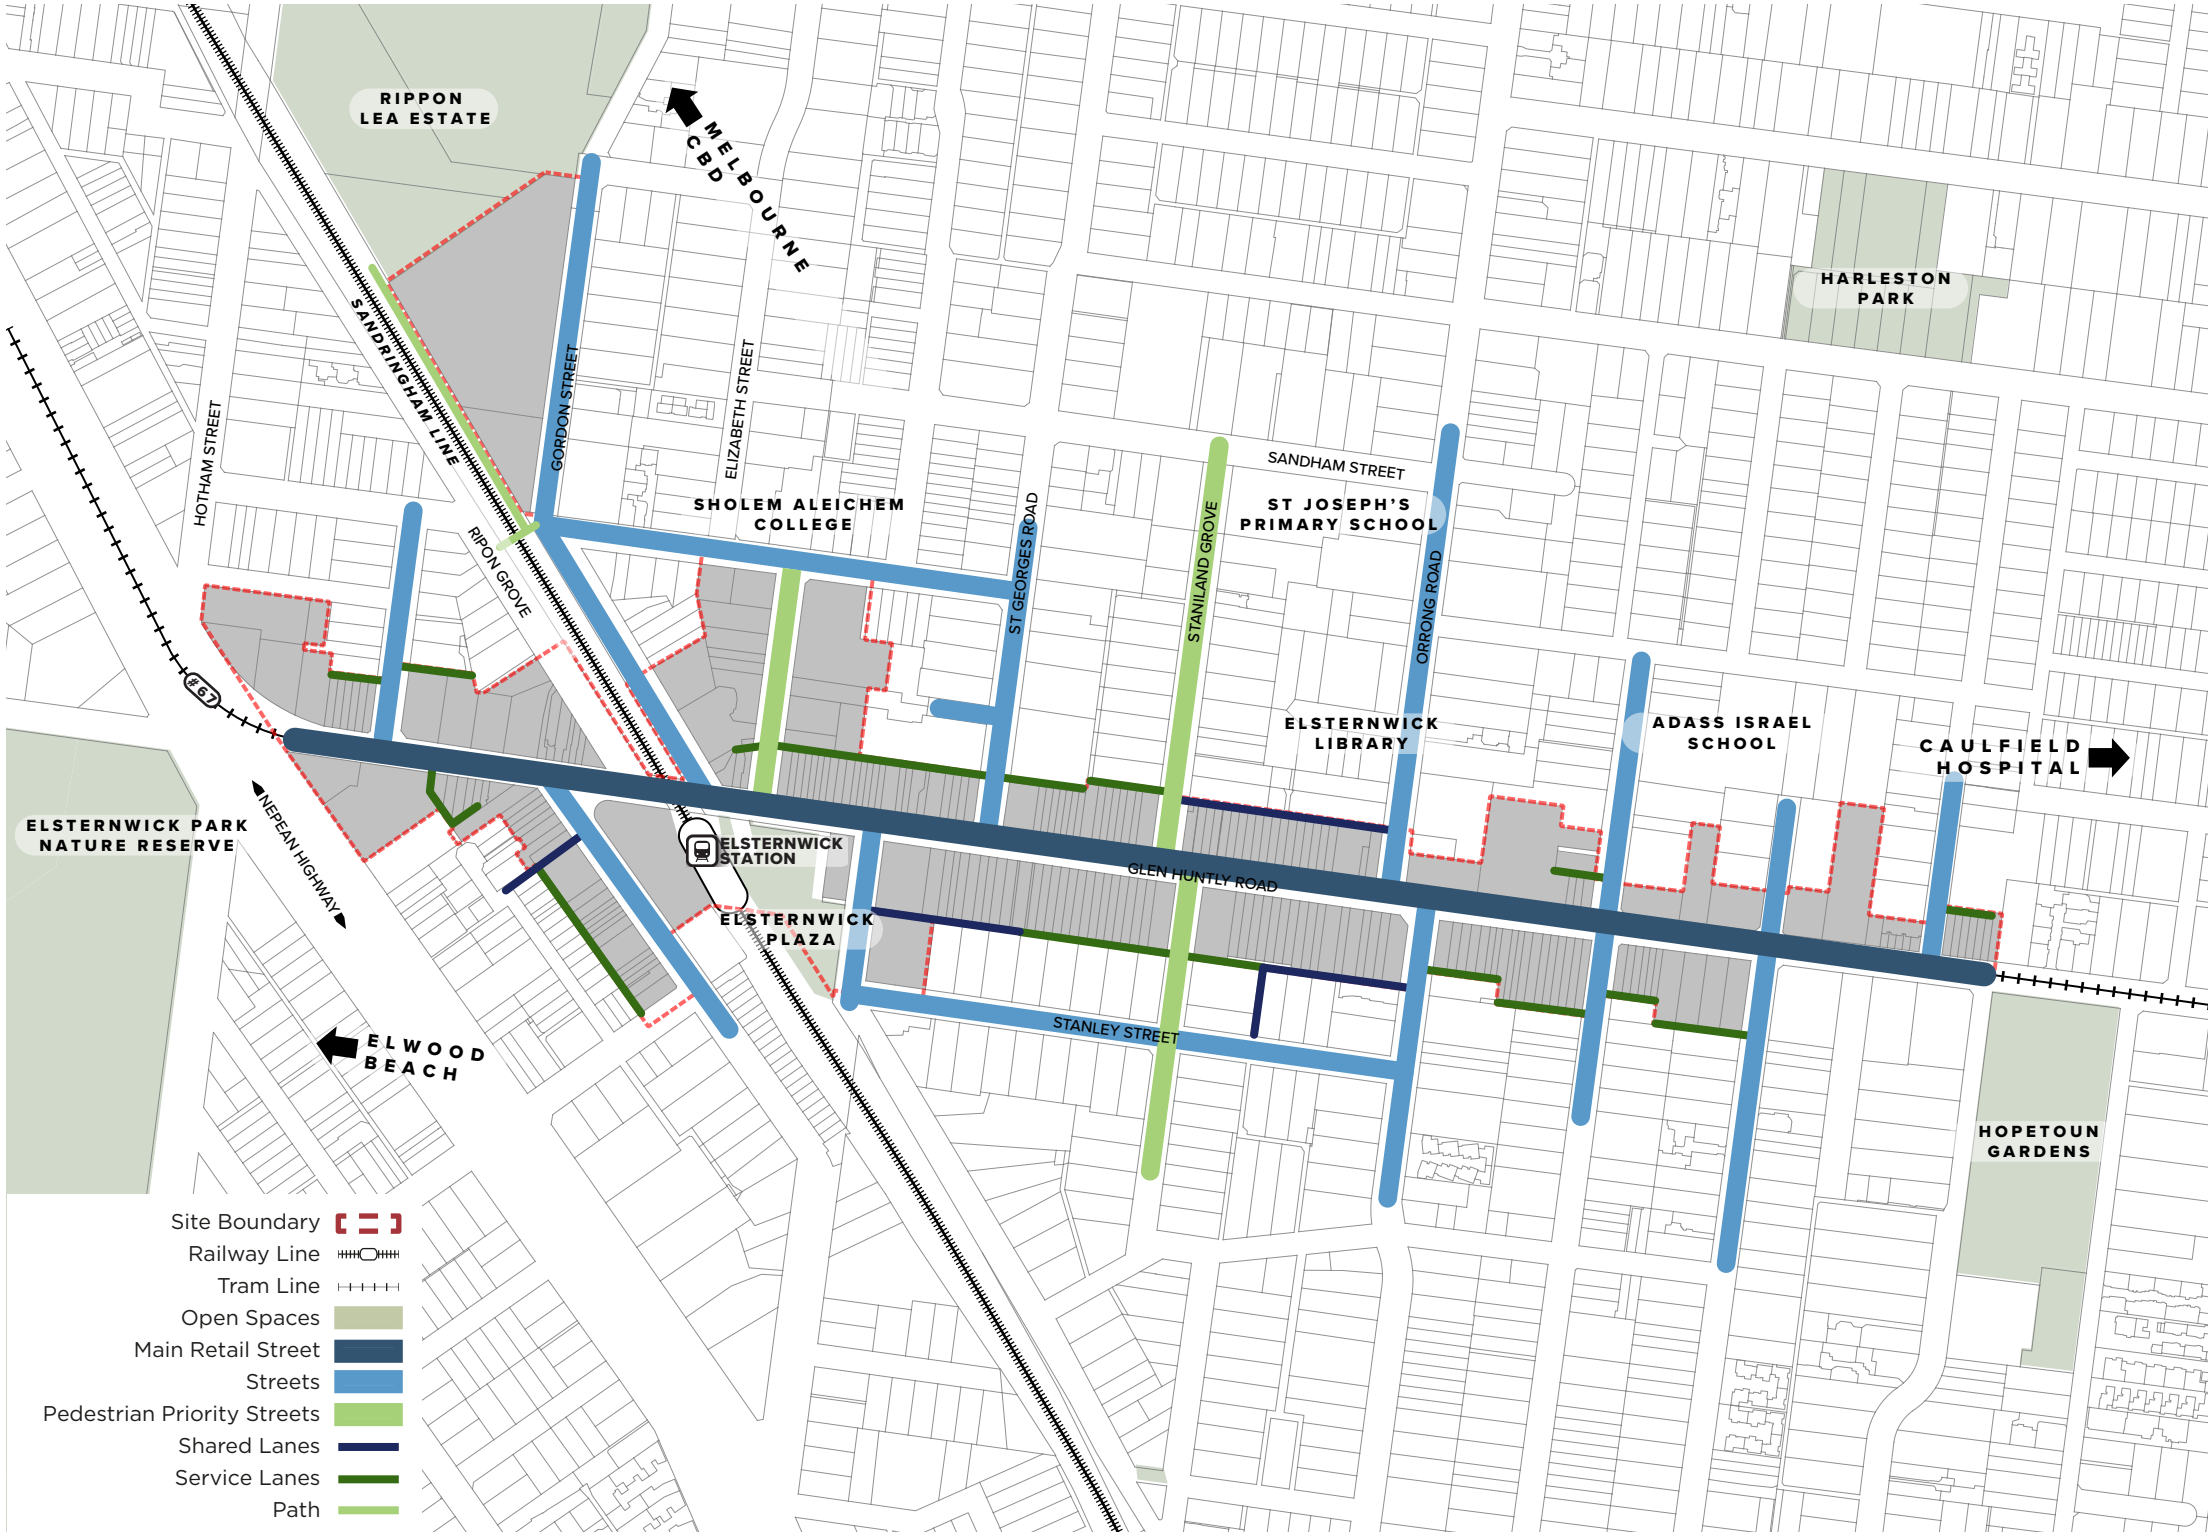 RIPPON
LEA ESTATE
MELBOURNE
CBD
HARLESTON
PARK
SANDRINGHAM LINE
GORDON STREET
ELIZABETH STREET
HOTHAM STREET
RIPON GROVE
SHOLEM ALEICHEM
COLLEGE
ST GEORGES ROAD
STANILAND GROVE
SANDHAM STREET
ST JOSEPH'S
PRIMARY SCHOOL
ORRONG ROAD
#67
ELSTERNWICK
LIBRARY
ADASS ISRAEL
SCHOOL
CAULFIELD
HOSPITAL
ELSTERNWICK PARK
NATURE RESERVE
NEPEAN HIGHWAY
ELSTERNWICK
STATION
GLEN HUNTLY ROAD
ELSTERNWICK
PLAZA
STANLEY STREET
ELWOOD
BEACH
HOPETOUN
GARDENS
Site Boundary
Railway Line
Tram Line
Open Spaces
Main Retail Street
Streets
Pedestrian Priority Streets
Shared Lanes
Service Lanes
Path